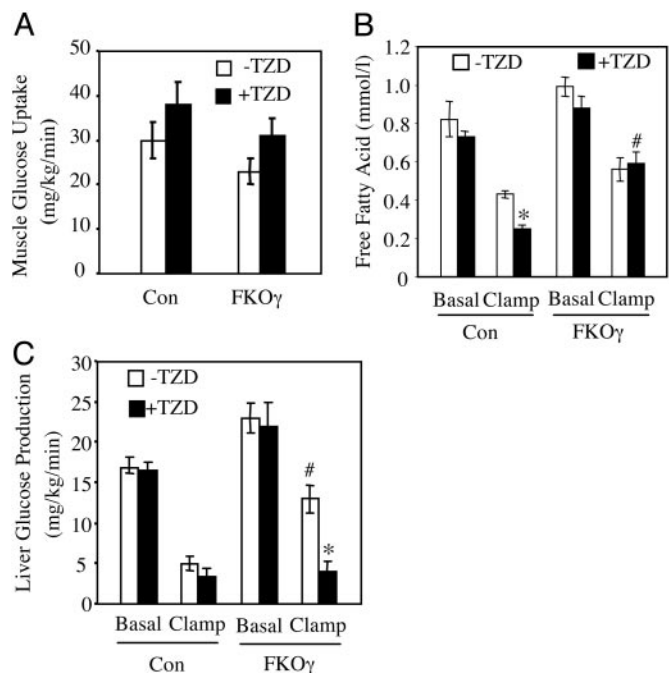 A
Muscle Glucose Uptake
(mg/kg/min)
50
40
30
20
10
0
-TZD
+TZD
Con
FKOγ
B
Free Fatty Acid (mmol/l)
1.2
1.0
0.8
0.6
0.4
0.2
0
-TZD
+TZD
*
#
Basal Clamp
Basal Clamp
Con
FKOγ
C
Liver Glucose Production
(mg/kg/min)
30
25
20
15
10
5
0
-TZD
+TZD
#
*
Basal Clamp
Basal Clamp
Con
FKOγ